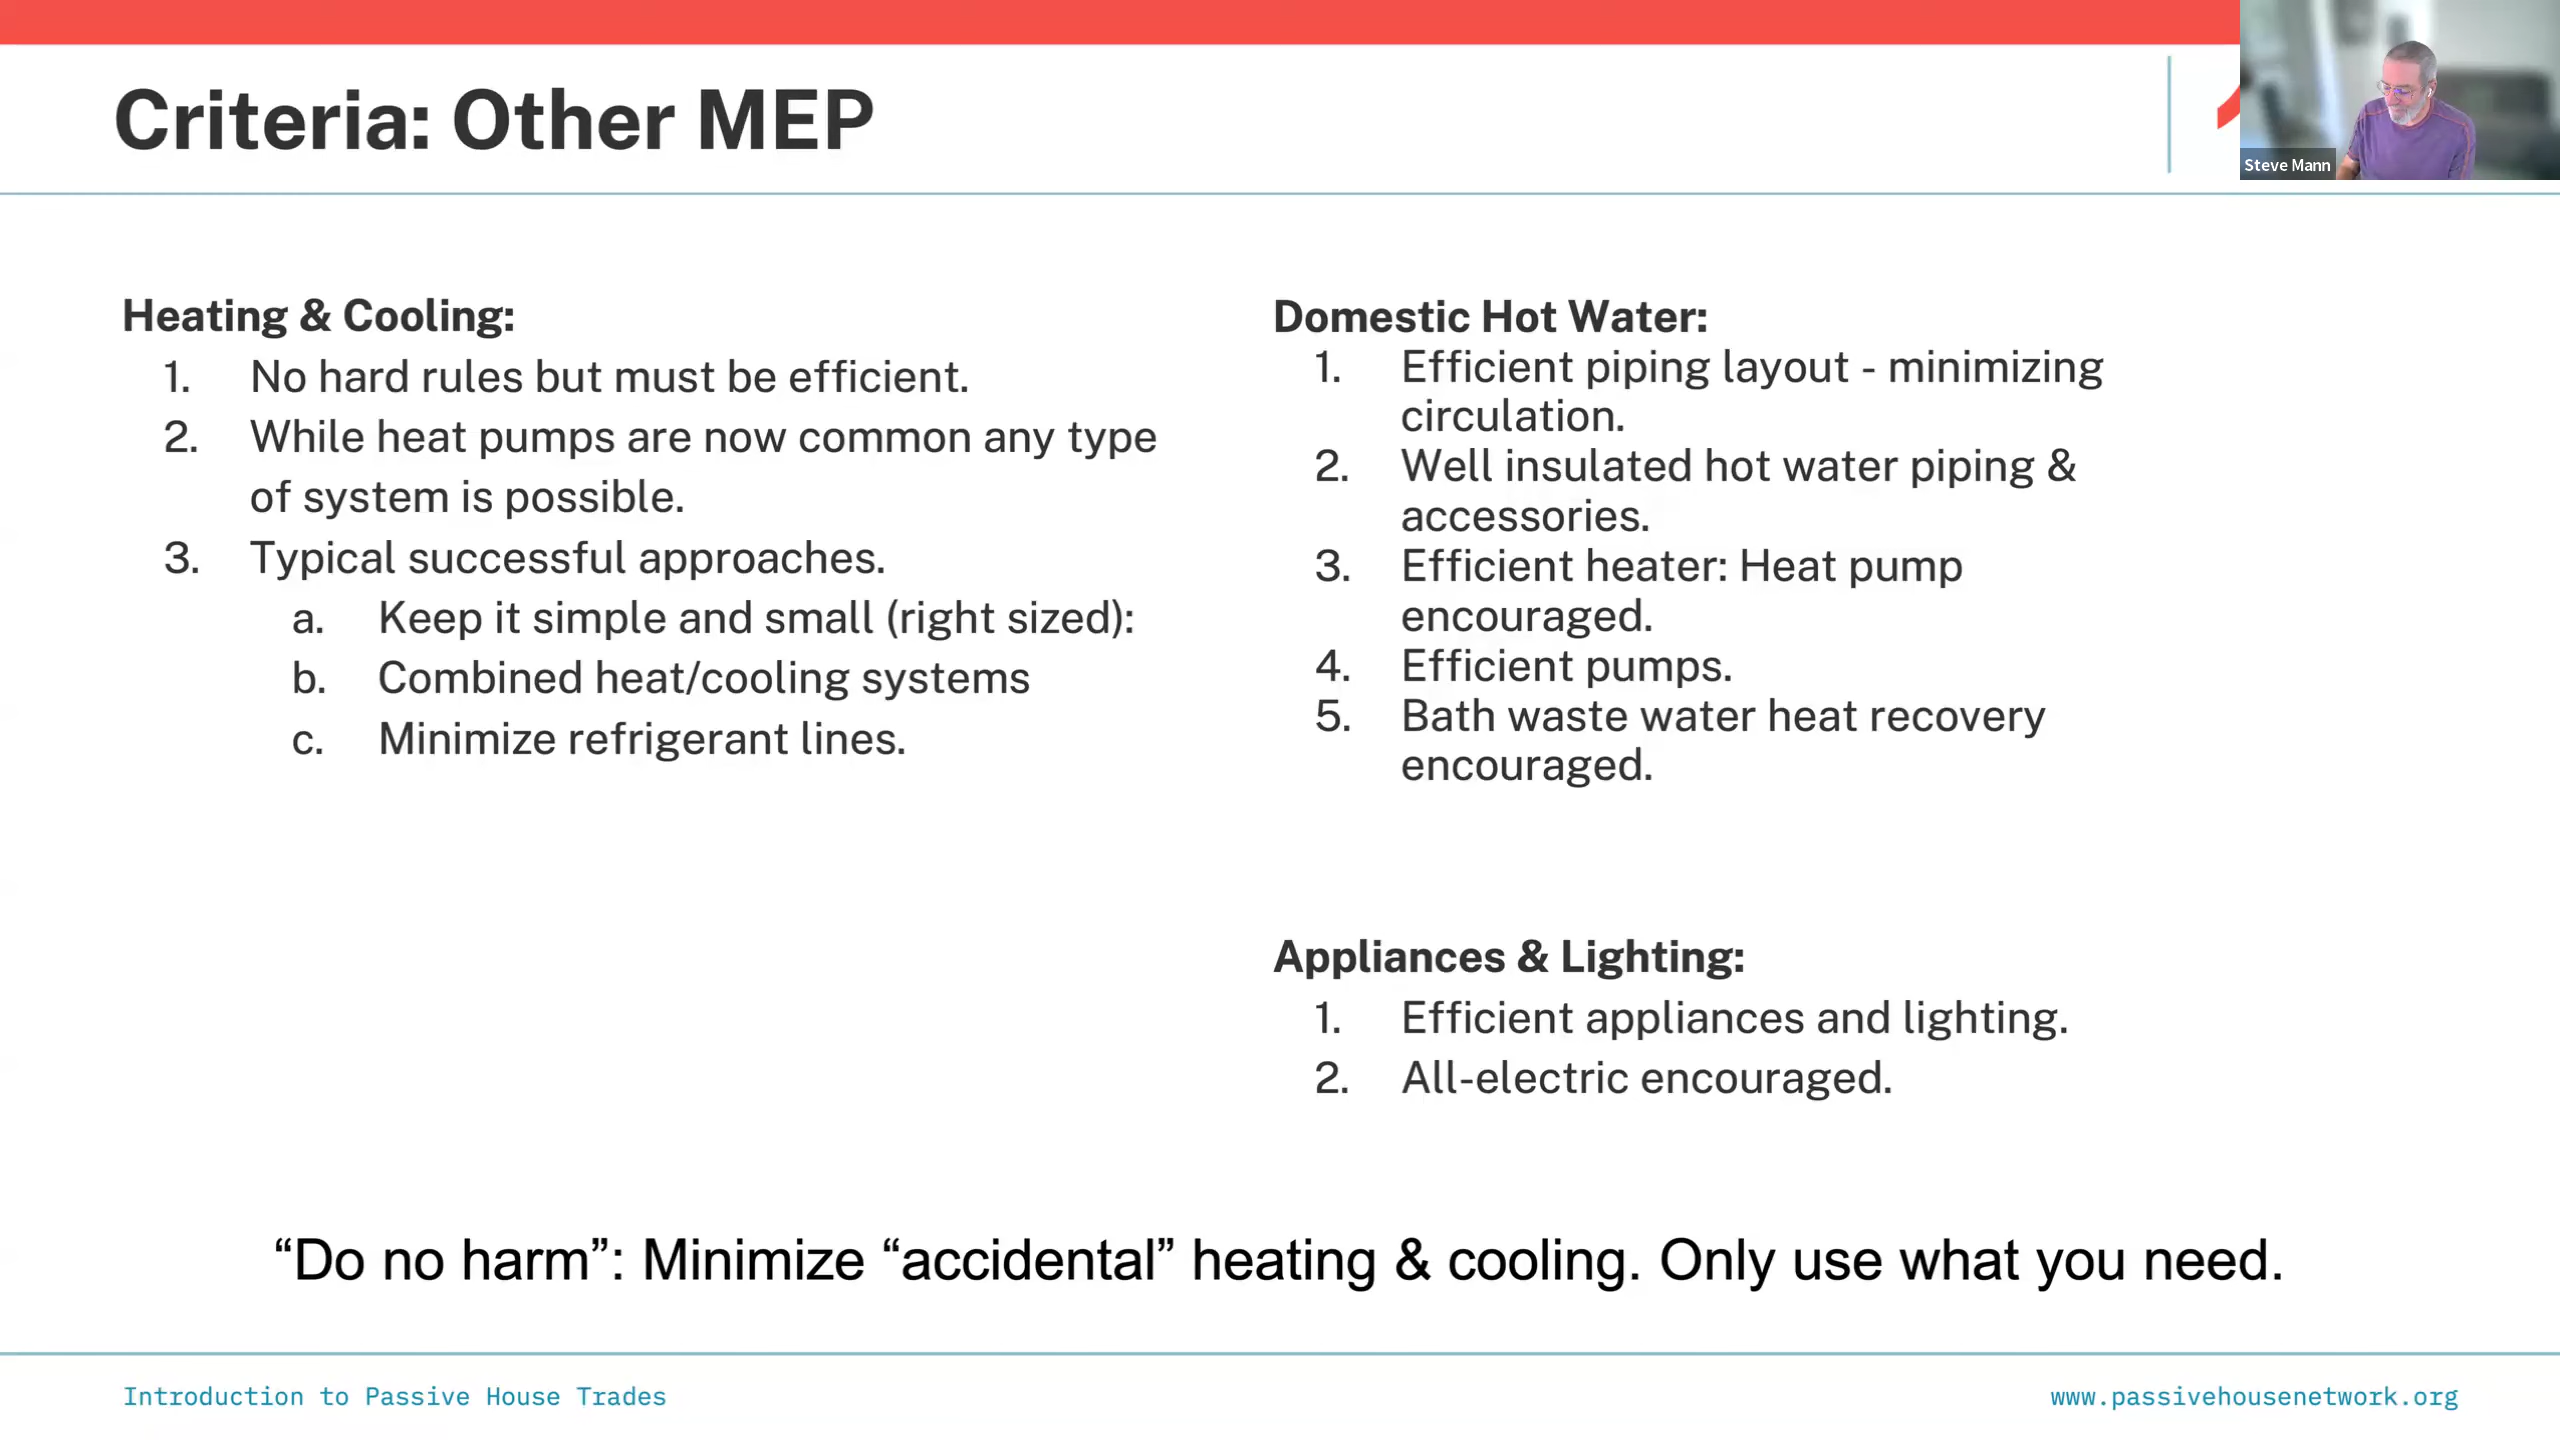 Criteria: Other MEP
Steve Mann
Heating & Cooling:
1. No hard rules but must be efficient.
2. While heat pumps are now common any type
of system is possible.
3. Typical successful approaches.
a. Keep it simple and small (right sized):
b. Combined heat/cooling systems
c. Minimize refrigerant lines.
Domestic Hot Water:
1. Efficient piping layout - minimizing
circulation.
2. Well insulated hot water piping &
accessories.
3. Efficient heater: Heat pump
encouraged.
4. Efficient pumps.
5. Bath waste water heat recovery
encouraged.
Appliances & Lighting:
1. Efficient appliances and lighting.
2. All-electric encouraged.
“Do no harm”: Minimize “accidental” heating & cooling. Only use what you need.
Introduction to Passive House Trades
www.passivehousenetwork.org